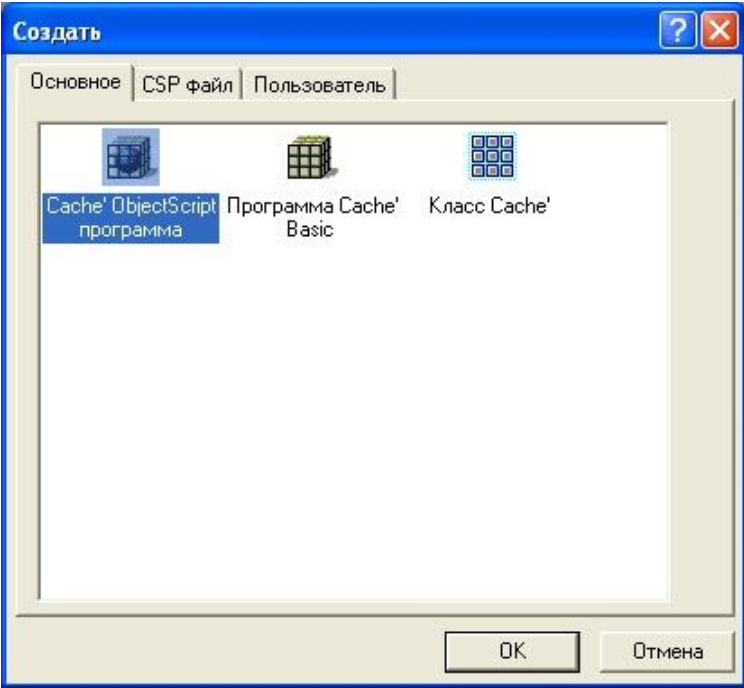 Создать
Основное CSP файл Пользователь
Cache' ObjectScript программа
Программа Cache' Basic
Класс Cache'
OK Отмена